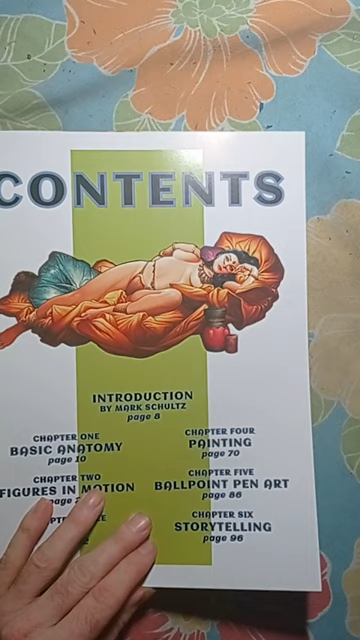 CONTENTS
INTRODUCTION
BY MARK SCHULTZ
page 8
CHAPTER ONE
BASIC ANATOMY
page 10
CHAPTER TWO
FIGURES IN MOTION
page
CHAPTER FOUR
PAINTING
page 70
CHAPTER FIVE
BALLPOINT PEN ART
page 86
CHAPTER SIX
STORYTELLING
page 96